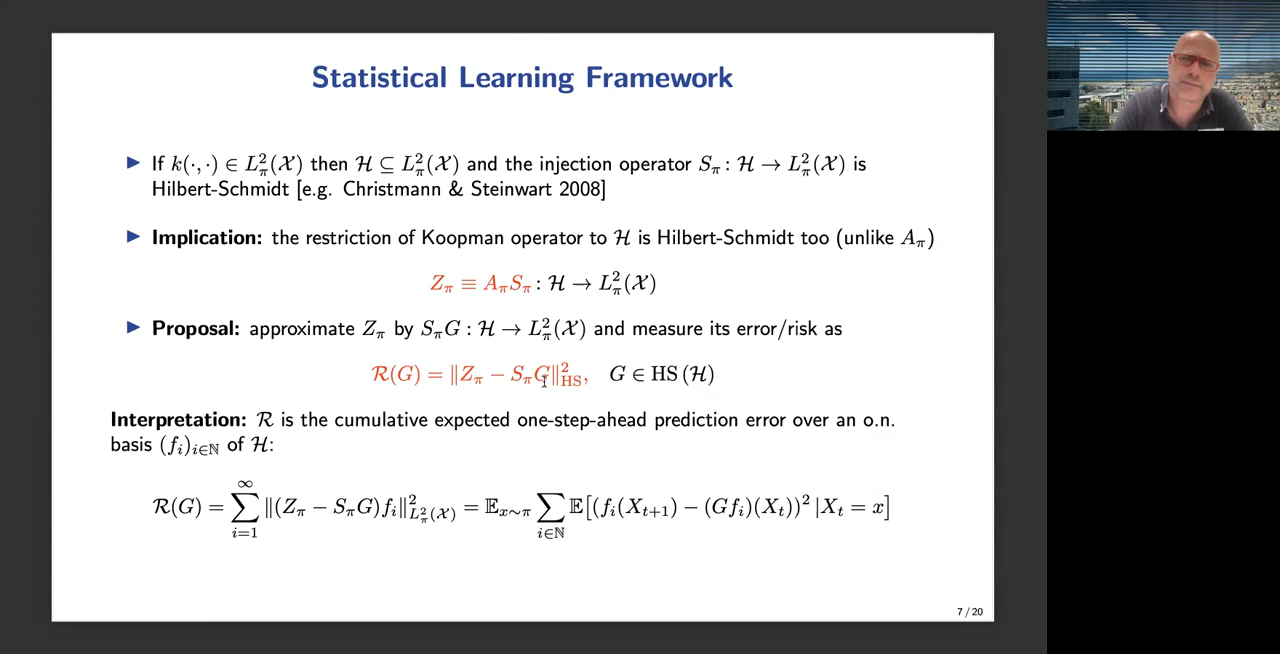 Statistical Learning Framework
▶ If k(·,·) ∈ L²_π(𝒳) then ℋ ⊆ L²_π(𝒳) and the injection operator S_π : ℋ → L²_π(𝒳) is
Hilbert-Schmidt [e.g. Christmann & Steinwart 2008]
▶ Implication: the restriction of Koopman operator to ℋ is Hilbert-Schmidt too (unlike A_π)
Z_π ≡ A_π S_π : ℋ → L²_π(𝒳)
▶ Proposal: approximate Z_π by S_π G : ℋ → L²_π(𝒳) and measure its error/risk as
ℛ(G) = ‖Z_π − S_π G‖²_HS, G ∈ HS (ℋ)
Interpretation: ℛ is the cumulative expected one-step-ahead prediction error over an o.n.
basis (f_i)_{i∈ℕ} of ℋ:
ℛ(G) = ∑_{i=1}^{∞} ‖(Z_π − S_π G)f_i‖²_{L²_π(𝒳)} = 𝔼_{x∼π} ∑_{i∈ℕ} 𝔼[(f_i(X_{t+1}) − (Gf_i)(X_t))² |X_t = x]
7 / 20